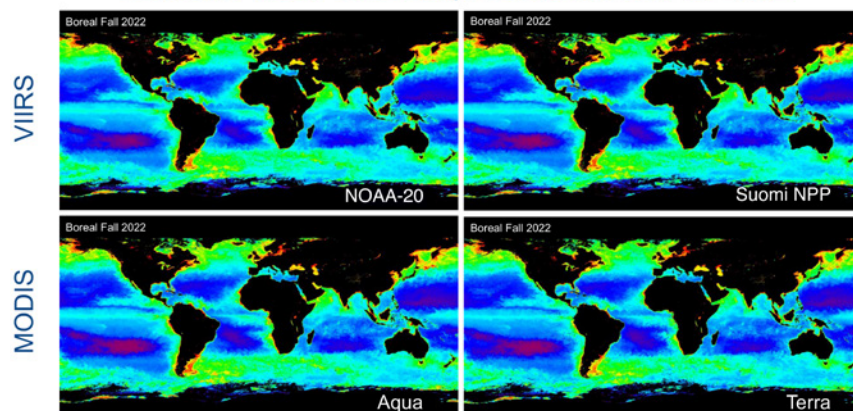 VIIRS
Boreal Fall 2022
NOAA-20
Boreal Fall 2022
Suomi NPP
MODIS
Boreal Fall 2022
Aqua
Boreal Fall 2022
Terra